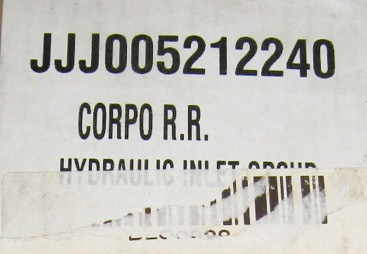 JJJ005212240
CORPO R.R.
HYDRAULIC INLET GROUP